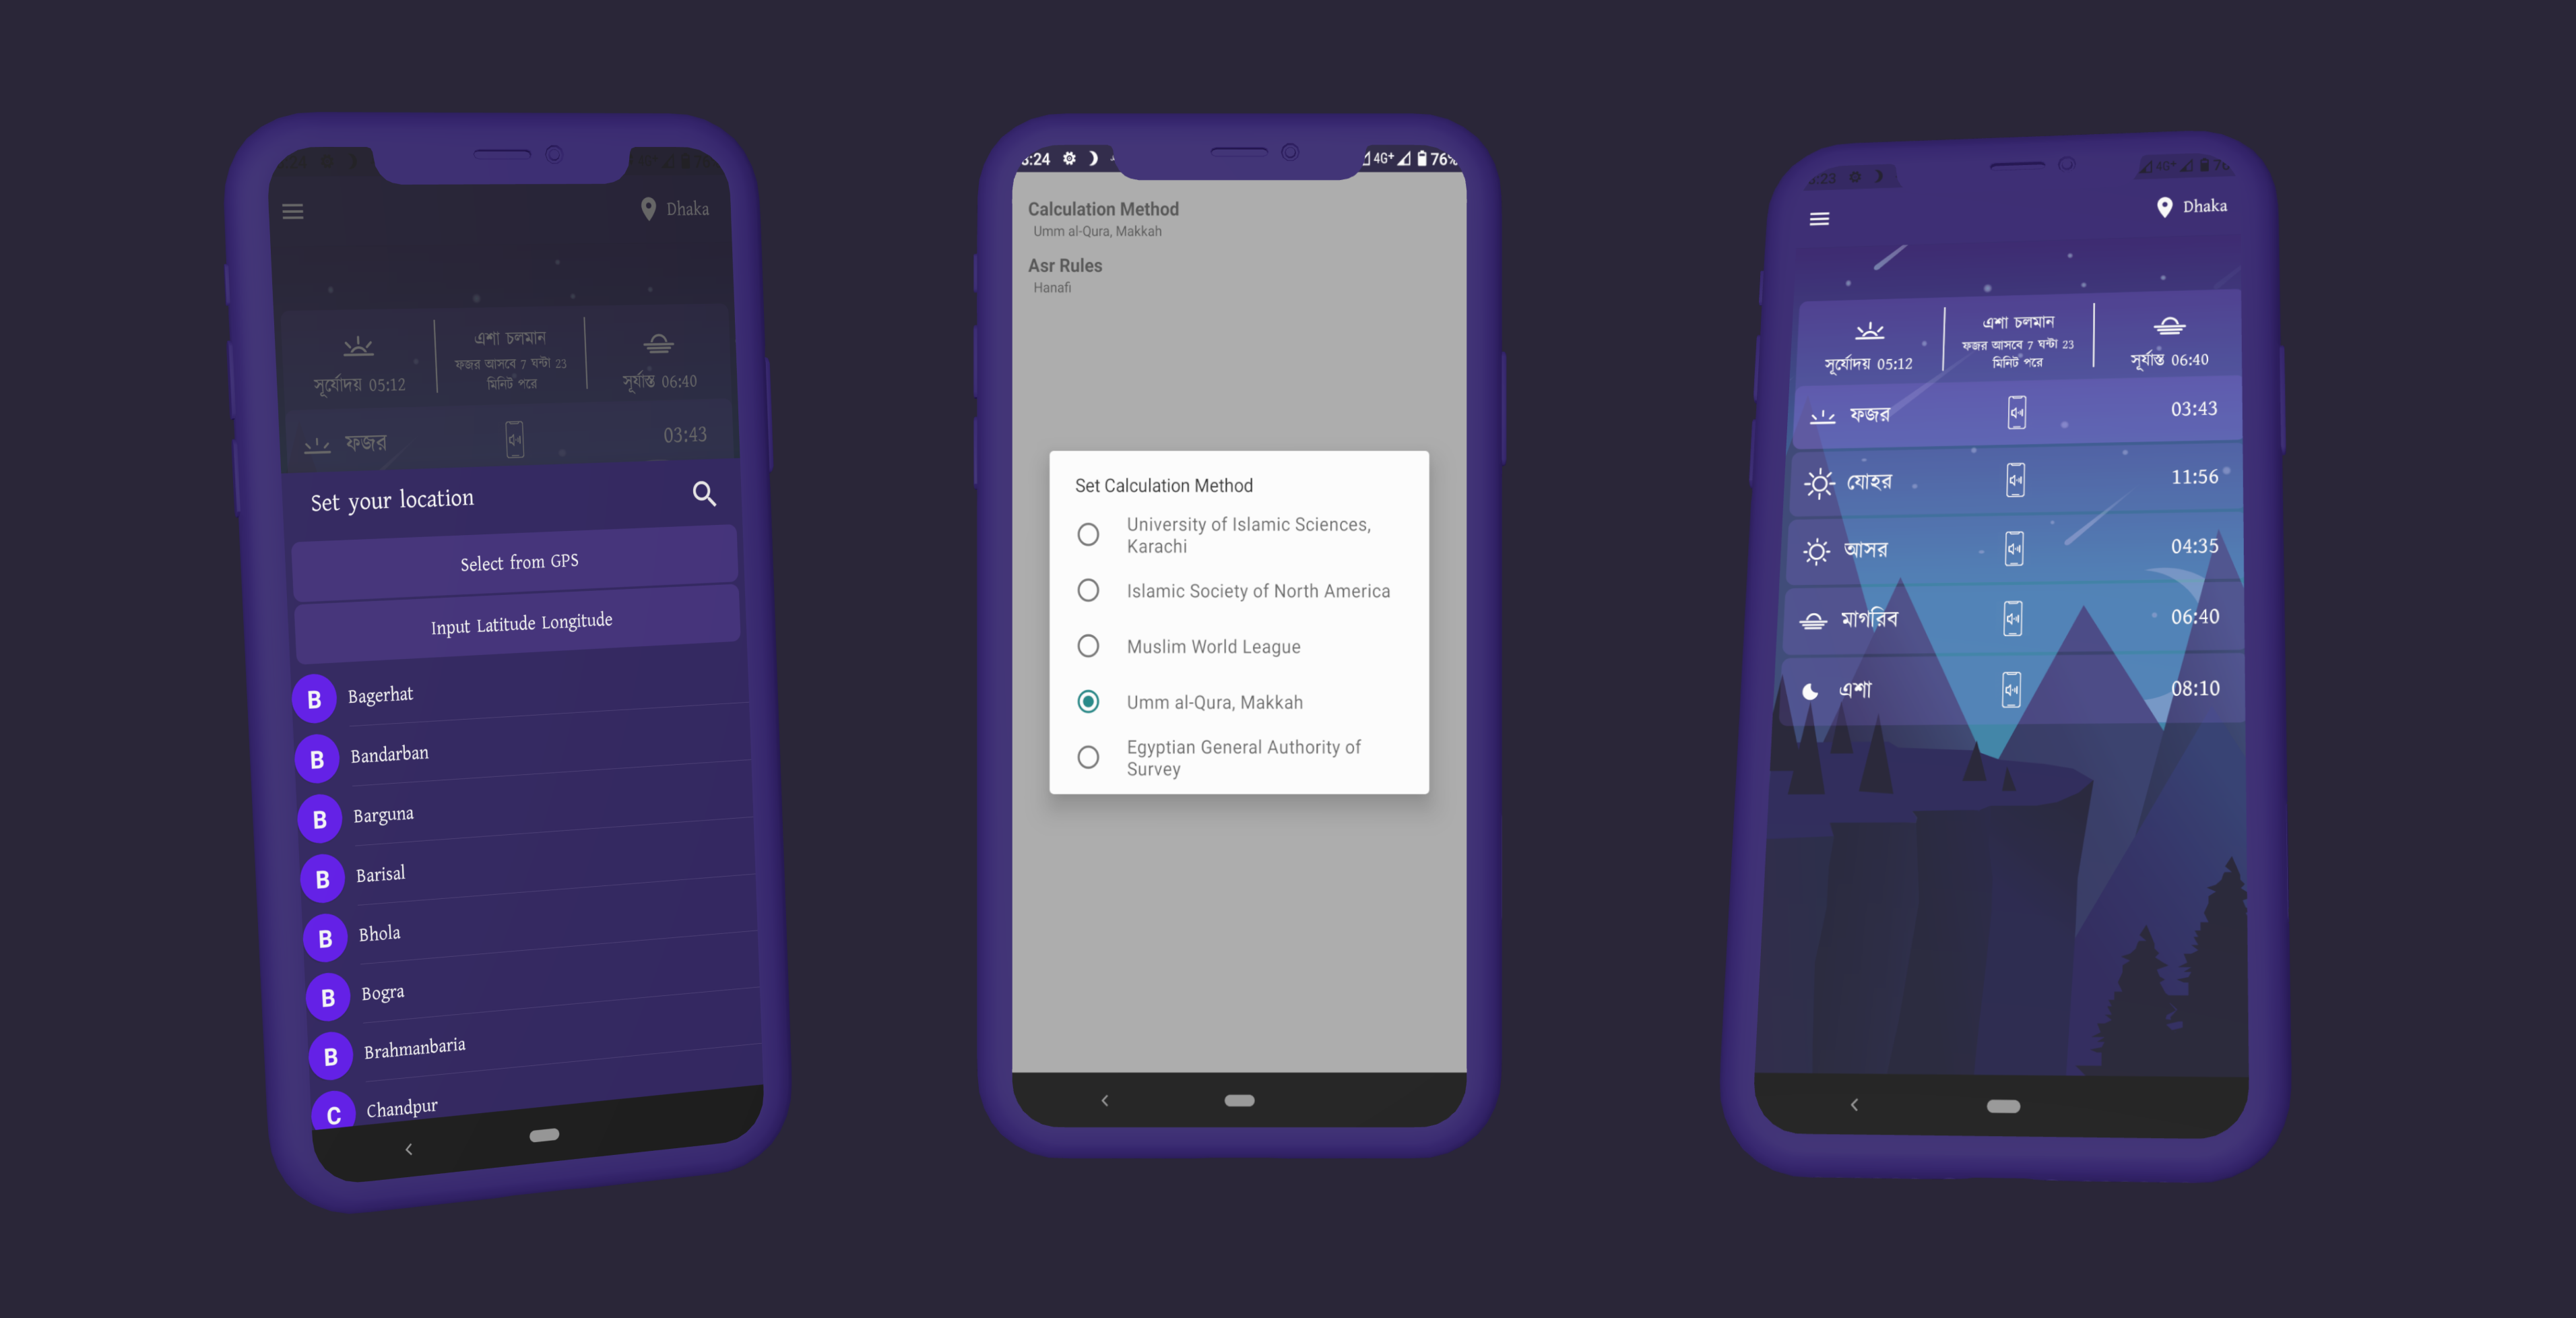 Dhaka
এশা চলমান
ফজর আসবে 7 ঘন্টা 23
মিনিট পরে
সূর্যোদয় 05:12
সূর্যাস্ত 06:40
ফজর 03:43
Set your location
Select from GPS
Input Latitude Longitude
B Bagerhat
B Bandarban
B Barguna
B Barisal
B Bhola
B Bogra
B Brahmanbaria
C Chandpur
:24 4G+ 76%
Calculation Method
Umm al-Qura, Makkah
Asr Rules
Hanafi
Set Calculation Method
University of Islamic Sciences,
Karachi
Islamic Society of North America
Muslim World League
Umm al-Qura, Makkah
Egyptian General Authority of
Survey
:23 4G+
Dhaka
এশা চলমান
ফজর আসবে 7 ঘন্টা 23
মিনিট পরে
সূর্যোদয় 05:12
সূর্যাস্ত 06:40
ফজর 03:43
যোহর 11:56
আসর 04:35
মাগরিব 06:40
এশা 08:10